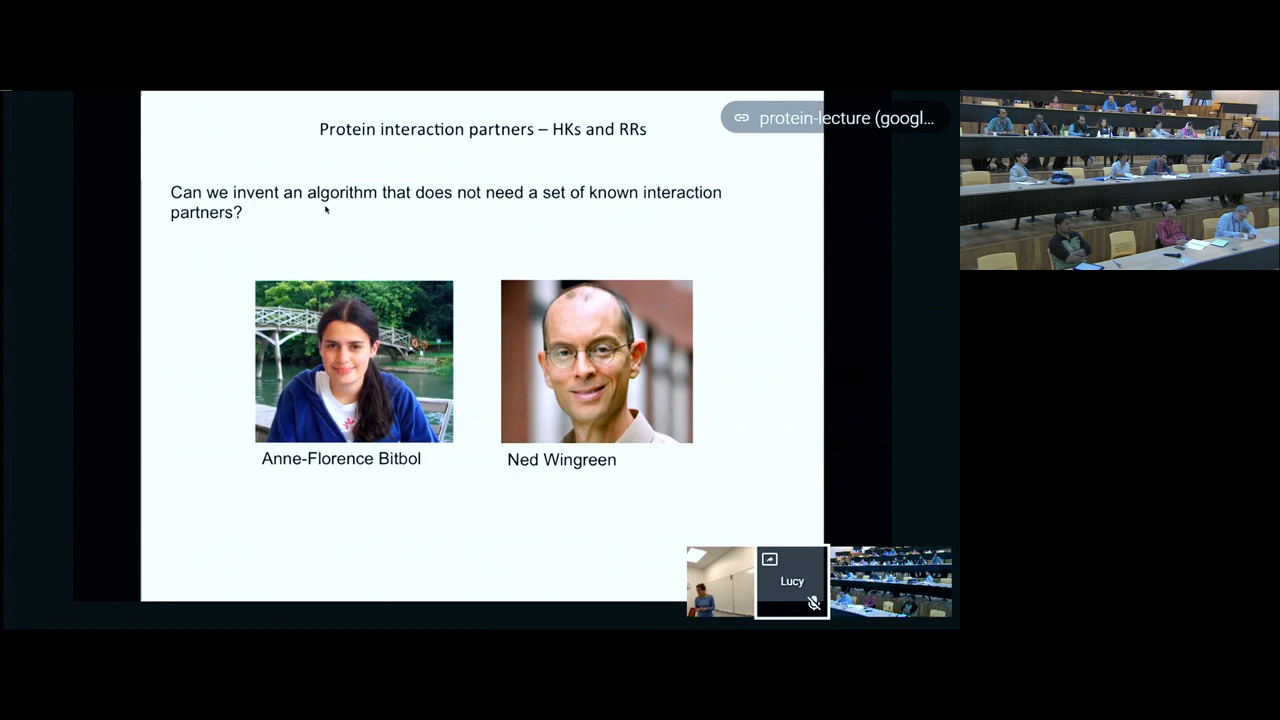 Protein interaction partners – HKs and RRs
protein-lecture (googl...
Can we invent an algorithm that does not need a set of known interaction
partners?
Anne-Florence Bitbol
Ned Wingreen
Lucy